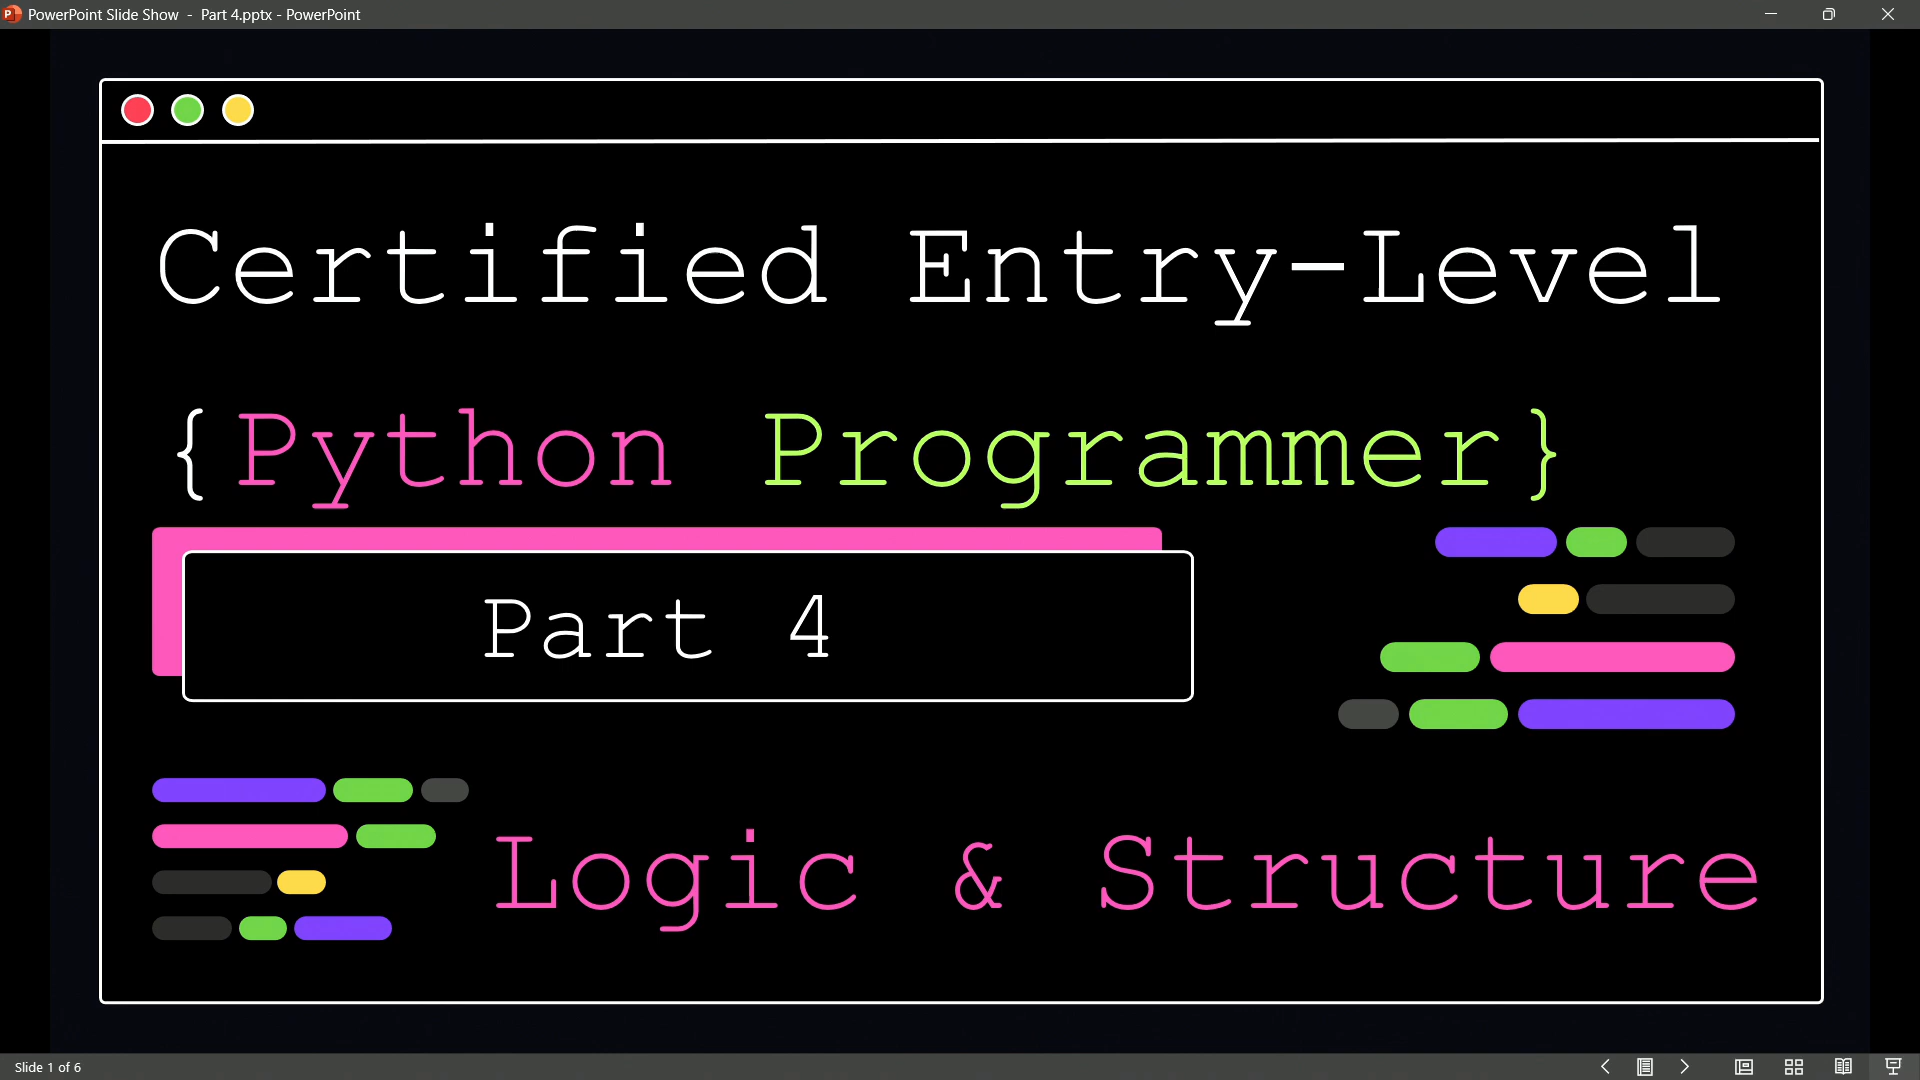 PowerPoint Slide Show - Part 4.pptx - PowerPoint
Certified Entry-Level
{Python Programmer}
Part 4
Logic & Structure
Slide 1 of 6